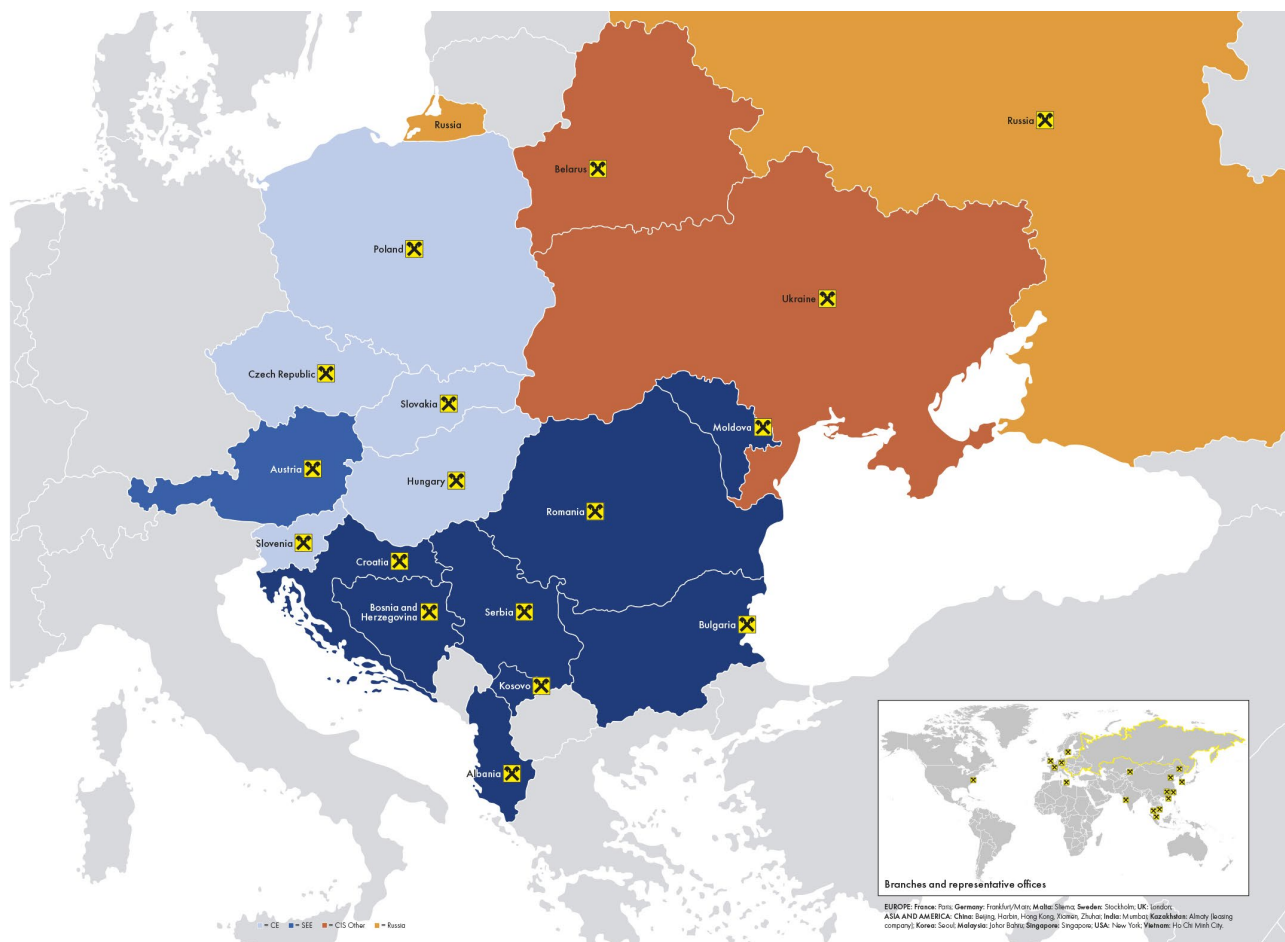 Russia
Russia
Belarus
Poland
Ukraine
Czech Republic
Slovakia
Moldova
Austria
Hungary
Romania
Slovenia
Croatia
Bosnia and
Herzegovina
Serbia
Bulgaria
Kosovo
Albania
Branches and representative offices
EUROPE: France: Paris; Germany: Frankfurt/Main; Malta: Sliema; Sweden: Stockholm; UK: London;
ASIA AND AMERICA: China: Beijing, Harbin, Hong Kong, Xiamen, Zhuhai; India: Mumbai; Kazakhstan: Almaty (leasing
company); Korea: Seoul; Malaysia: Johor Bahru; Singapore: Singapore; USA: New York; Vietnam: Ho Chi Minh City.
= CE = SEE = CIS Other = Russia